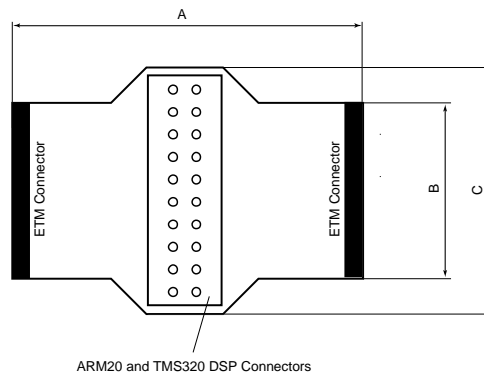 A
ETM Connector
ETM Connector
B
C
ARM20 and TMS320 DSP Connectors